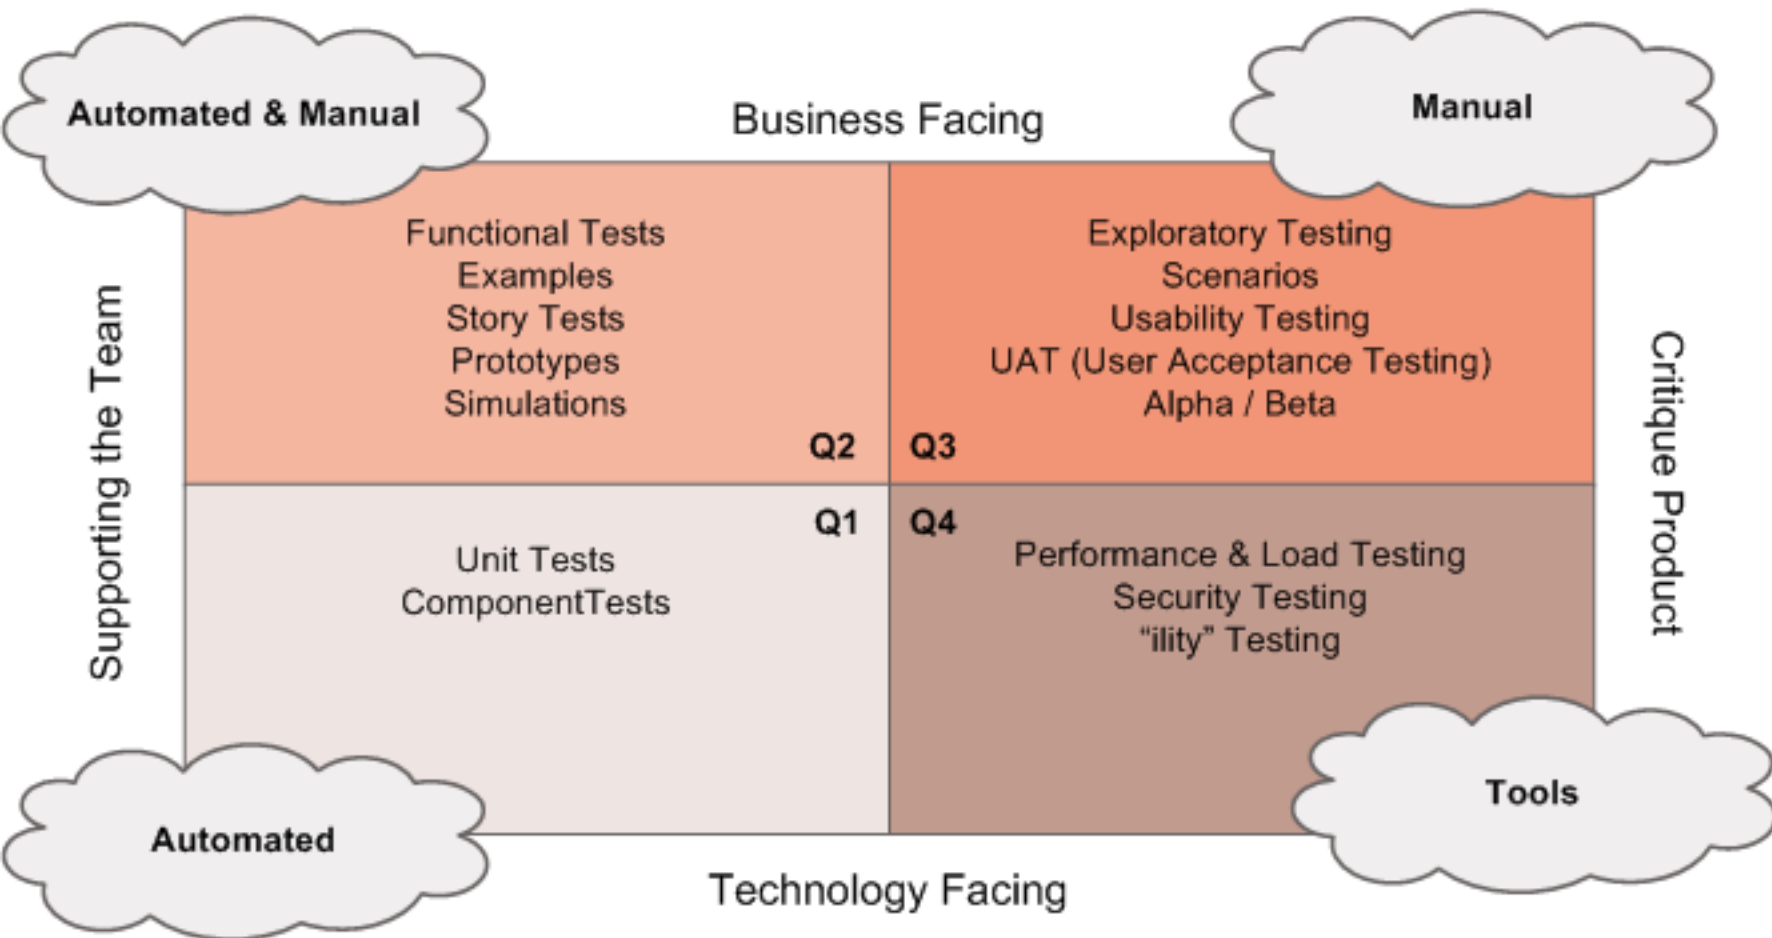 Automated & Manual
Business Facing
Manual
Supporting the Team
Functional Tests
Examples
Story Tests
Prototypes
Simulations
Q2
Exploratory Testing
Scenarios
Usability Testing
UAT (User Acceptance Testing)
Alpha / Beta
Q3
Critique Product
Q1
Unit Tests
ComponentTests
Q4
Performance & Load Testing
Security Testing
“ility” Testing
Automated
Technology Facing
Tools